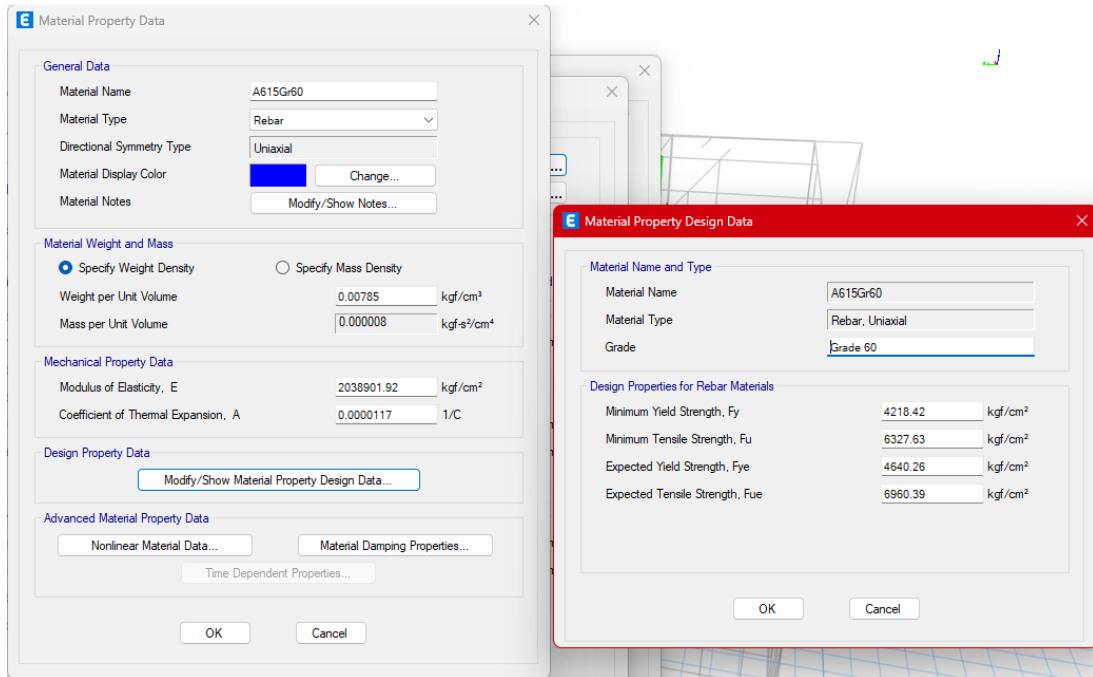 E Material Property Data
General Data
Material Name A615Gr60
Material Type Rebar
Directional Symmetry Type Uniaxial
Material Display Color Change...
Material Notes Modify/Show Notes...
Material Weight and Mass
Specify Weight Density Specify Mass Density
Weight per Unit Volume 0.00785 kgf/cm³
Mass per Unit Volume 0.000008 kgf-s²/cm⁴
Mechanical Property Data
Modulus of Elasticity, E 2038901.92 kgf/cm²
Coefficient of Thermal Expansion, A 0.0000117 1/C
Design Property Data
Modify/Show Material Property Design Data...
Advanced Material Property Data
Nonlinear Material Data... Material Damping Properties...
Time Dependent Properties...
OK Cancel
...
...
E Material Property Design Data
Material Name and Type
Material Name A615Gr60
Material Type Rebar, Uniaxial
Grade Grade 60
Design Properties for Rebar Materials
Minimum Yield Strength, Fy 4218.42 kgf/cm²
Minimum Tensile Strength, Fu 6327.63 kgf/cm²
Expected Yield Strength, Fye 4640.26 kgf/cm²
Expected Tensile Strength, Fue 6960.39 kgf/cm²
OK Cancel